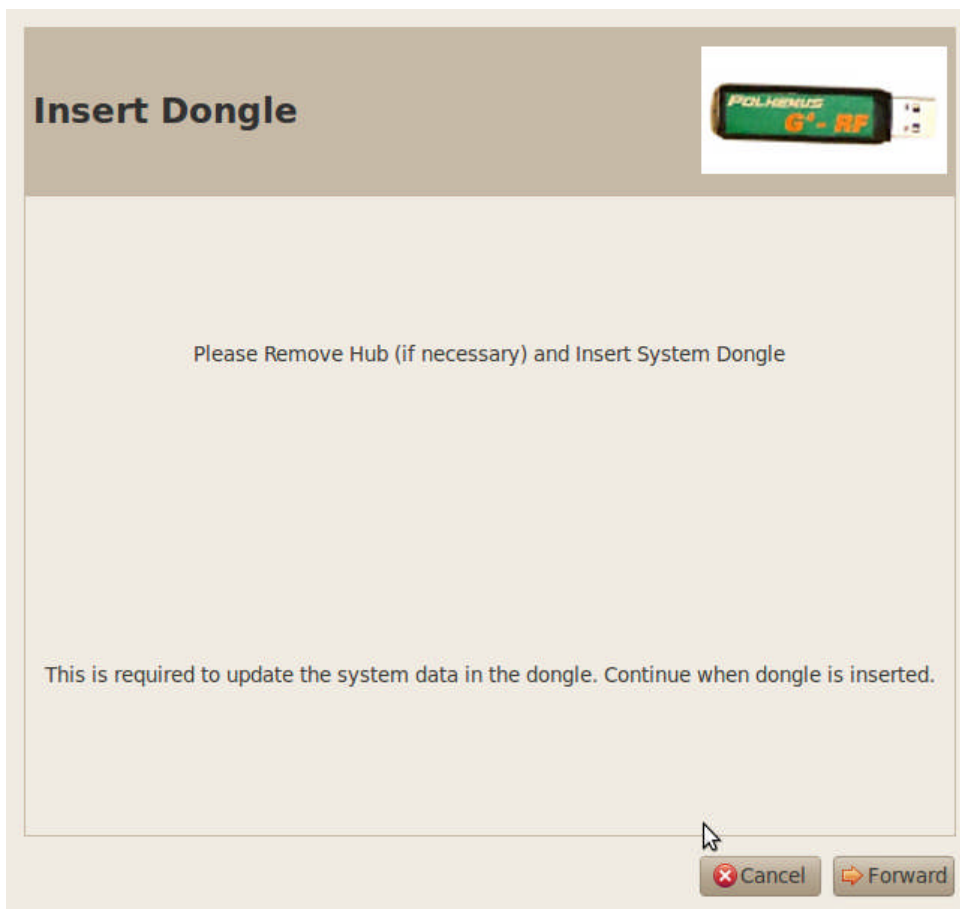 Insert Dongle
POLHEMUS
G⁴- RF
Please Remove Hub (if necessary) and Insert System Dongle
This is required to update the system data in the dongle. Continue when dongle is inserted.
Cancel
Forward